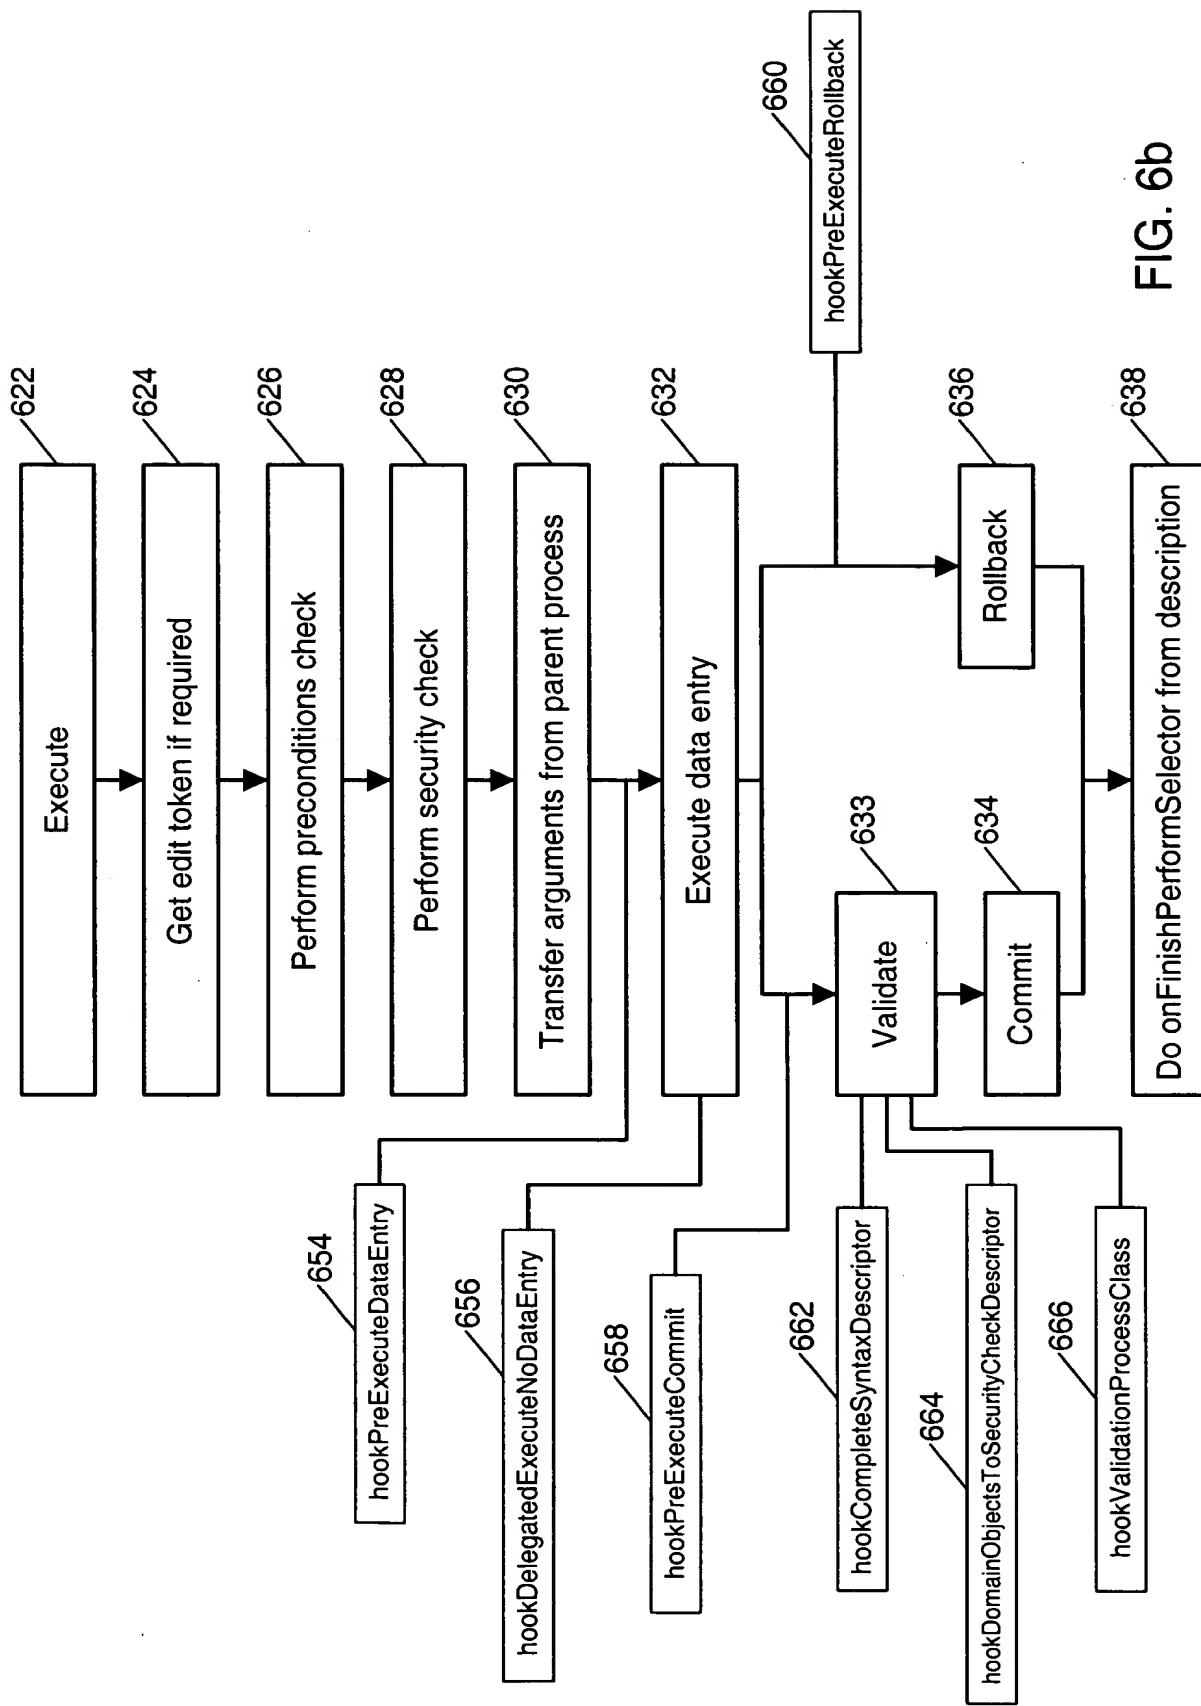 622
Execute
624
Get edit token if required
626
Perform preconditions check
628
Perform security check
630
Transfer arguments from parent process
632
Execute data entry
654
hookPreExecuteDataEntry
656
hookDelegatedExecuteNoDataEntry
658
hookPreExecuteCommit
660
hookPreExecuteRollback
662
hookCompleteSyntaxDescriptor
664
hookDomainObjectsToSecurityCheckDescriptor
666
hookValidationProcessClass
633
Validate
634
Commit
636
Rollback
638
Do onFinishPerformSelector from description
FIG. 6b